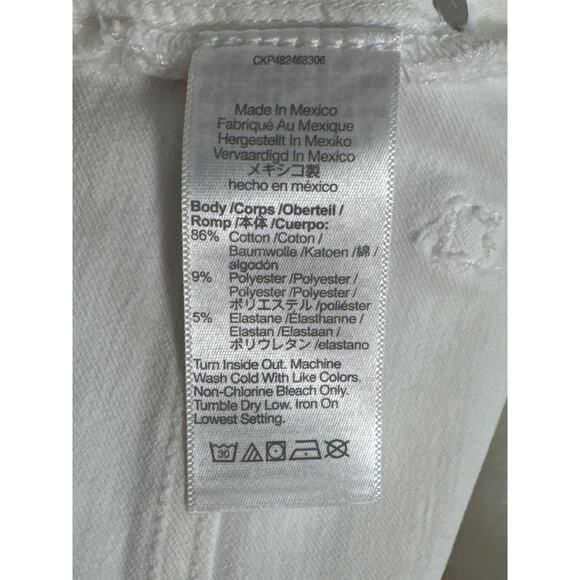 CKP482468306
Made In Mexico
Fabriqué Au Mexique
Hergestellt In Mexiko
Vervaardigd In Mexico
メキシコ製
hecho en méxico
Body /Corps /Oberteil /
Romp /本体 /Cuerpo:
86% Cotton /Coton /
Baumwolle /Katoen /綿 /
algodón
9% Polyester /Polyester /
Polyester /Polyester /
ポリエステル /poliéster
5% Elastane /Élasthanne /
Elastan /Elastaan /
ポリウレタン /elastano
Turn Inside Out. Machine
Wash Cold With Like Colors.
Non-Chlorine Bleach Only.
Tumble Dry Low. Iron On
Lowest Setting.
30